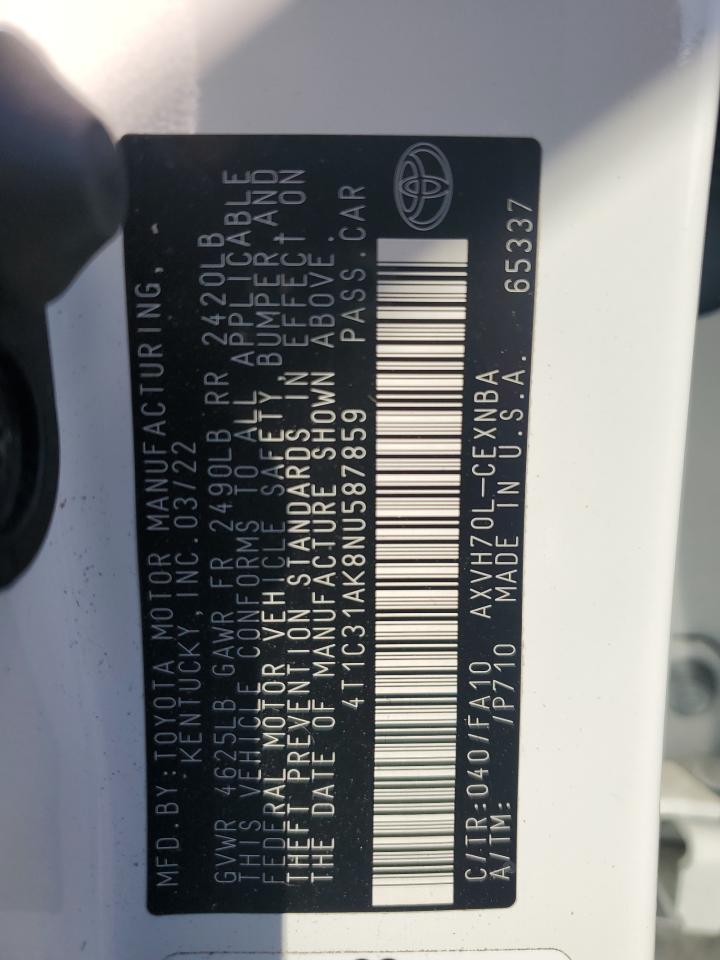 MFD.BY:TOYOTA MOTOR MANUFACTURING,
KENTUCKY,INC.03/22
GVWR 4625LB GAWR FR 2490LB RR 2420LB
THIS VEHICLE CONFORMS TO ALL APPLICABLE
FEDERAL MOTOR VEHICLE SAFETY, BUMPER AND
THEFT PREVENTION STANDARDS IN EFFECT ON
THE DATE OF MANUFACTURE SHOWN ABOVE.
4T1C31AK8NU587859 PASS.CAR
C/TR:040/FA10 AXVH70L-CEXNBA 65337
A/TM: /P710 MADE IN U.S.A.